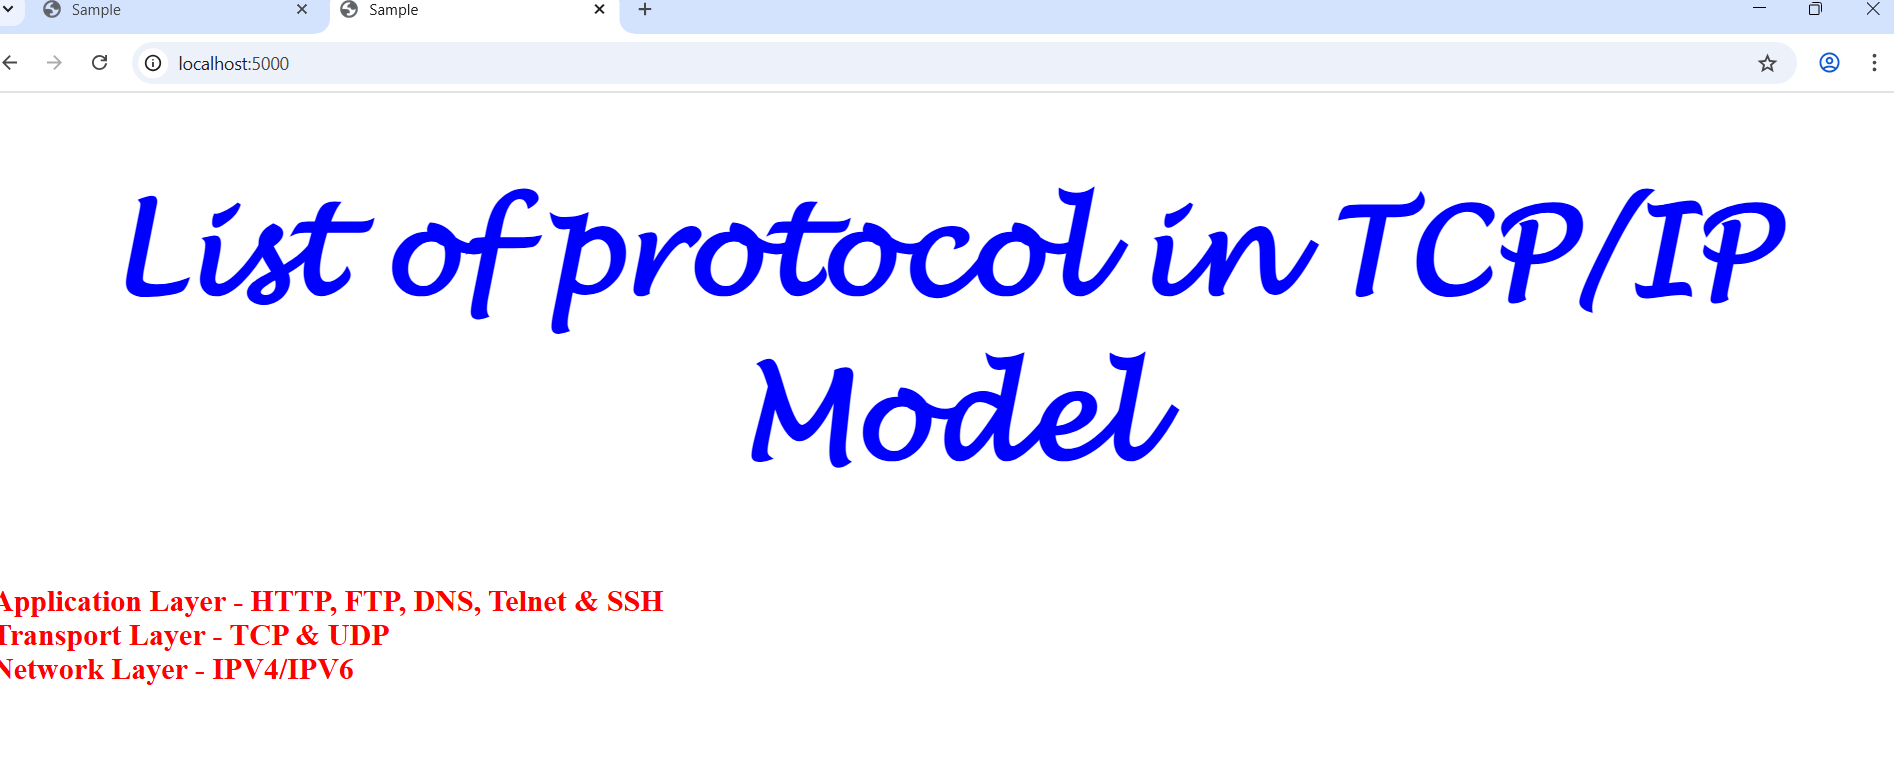 Sample
Sample
localhost:5000
List of protocol in TCP/IP
Model
Application Layer - HTTP, FTP, DNS, Telnet & SSH
Transport Layer - TCP & UDP
Network Layer - IPV4/IPV6